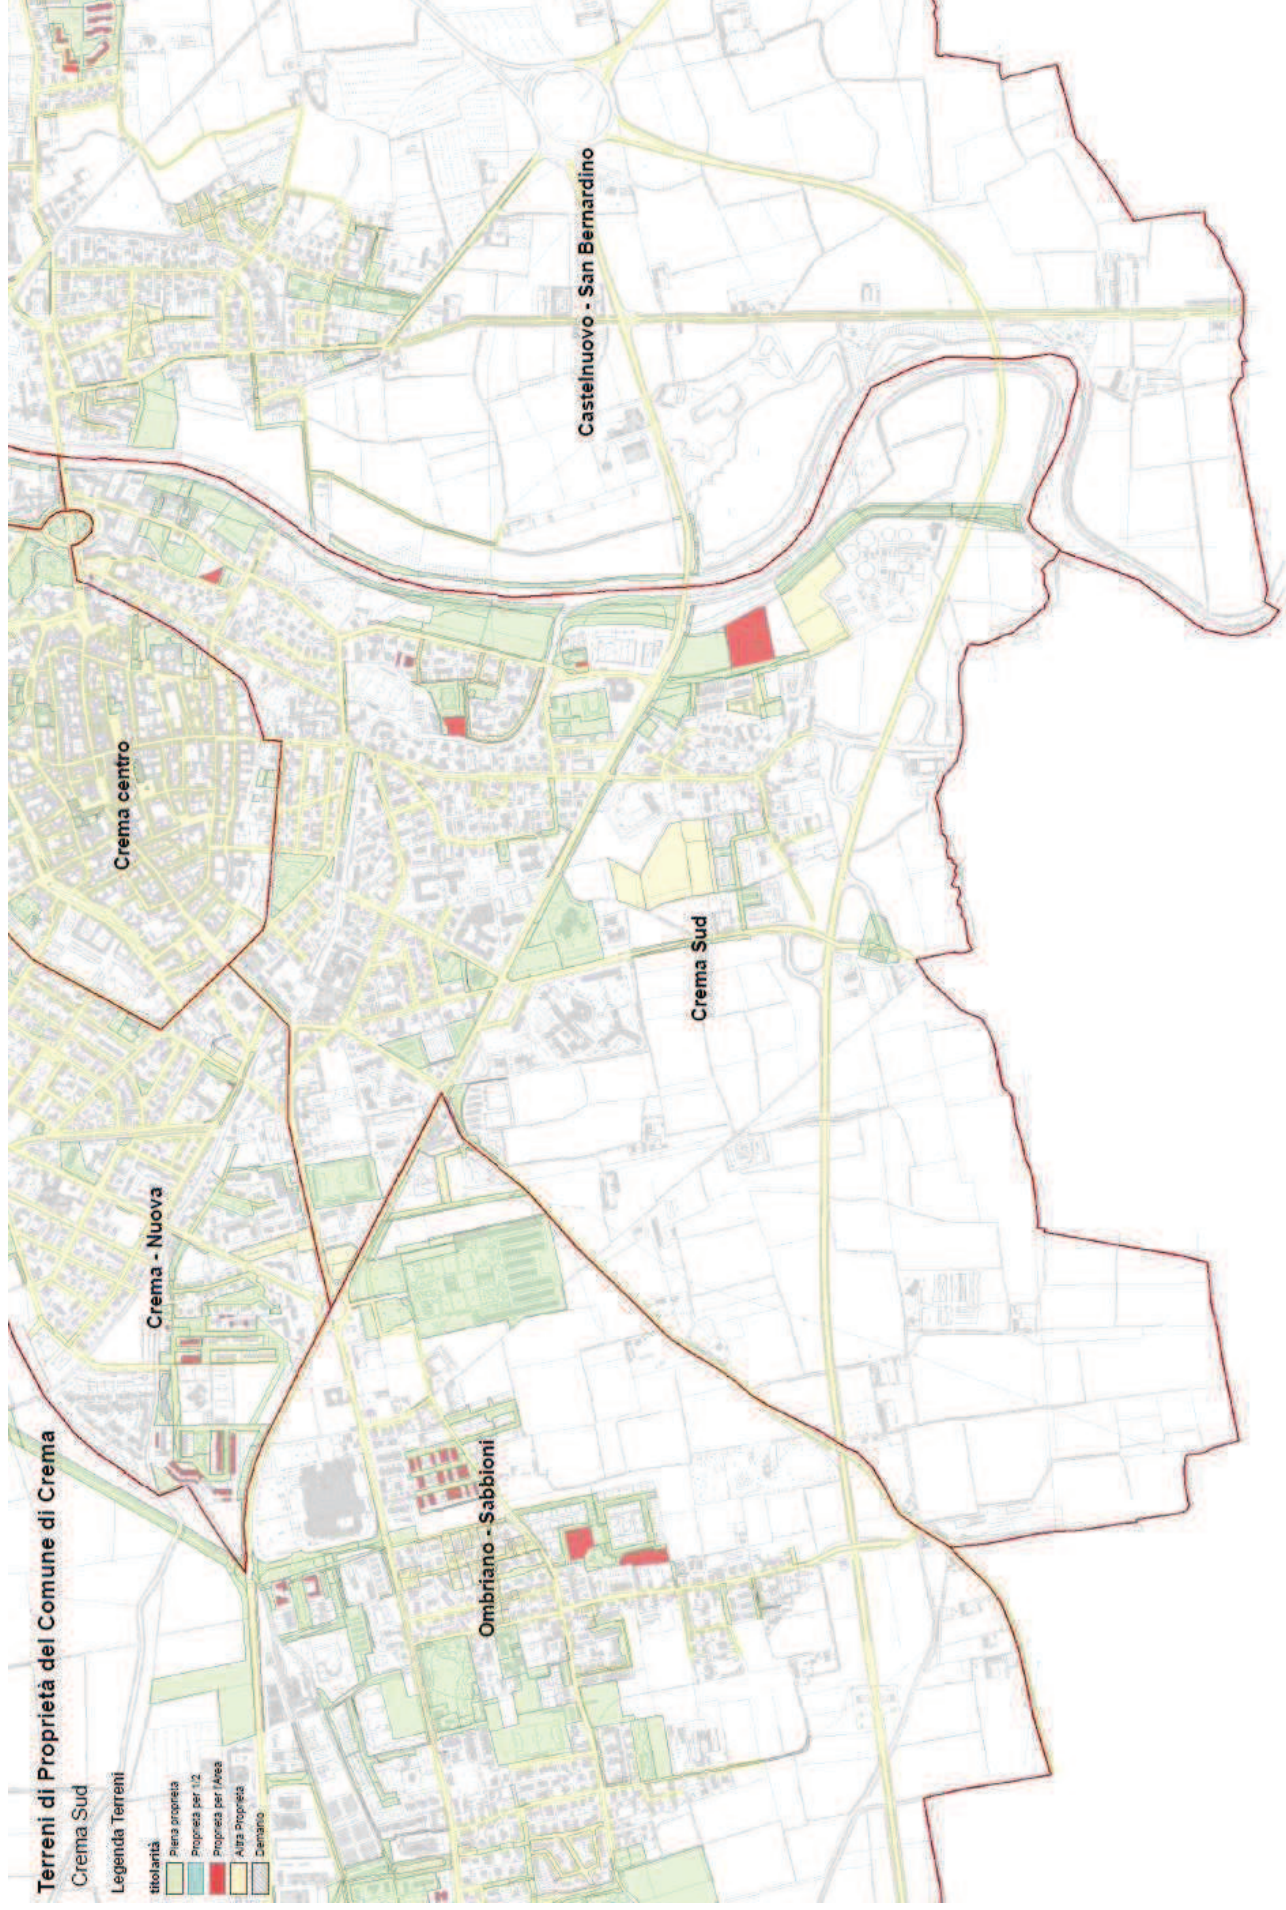 Terreni di Proprietà del Comune di Crema
Crema Sud
Legenda Terreni
titolarità
Piena proprietà
Proprietà per 1/2
Proprietà per l'Area
Altra Proprietà
Demanio
Crema - Nuova
Crema centro
Ombriano - Sabbioni
Crema Sud
Castelnuovo - San Bernardino